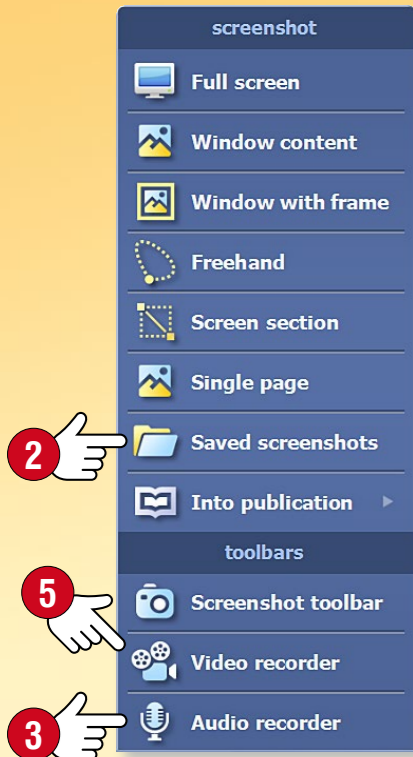 screenshot
Full screen
Window content
Window with frame
Freehand
Screen section
Single page
2
Saved screenshots
Into publication
toolbars
5
Screenshot toolbar
Video recorder
3
Audio recorder